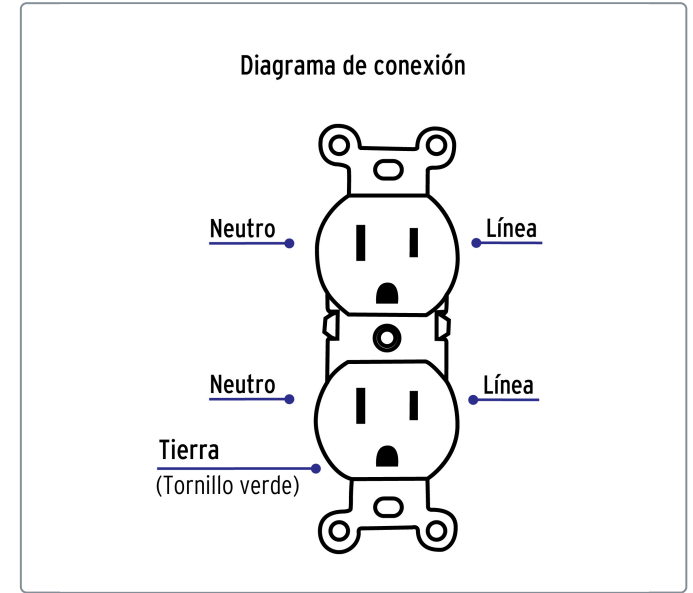 Diagrama de conexión
Neutro
Línea
Neutro
Línea
Tierra
(Tornillo verde)